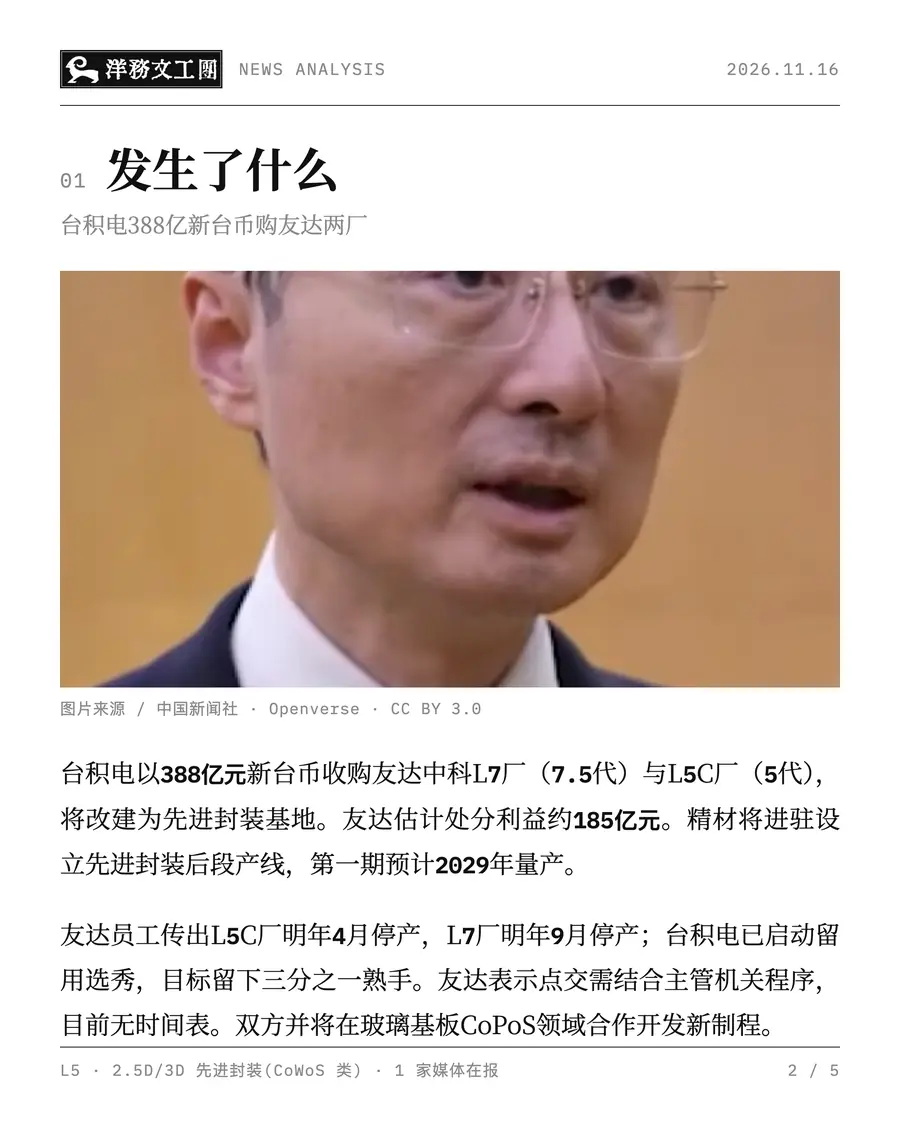 洋務文工團 NEWS ANALYSIS 2026.11.16
01 发生了什么
台积电388亿新台币购友达两厂
图片来源 / 中国新闻社 · Openverse · CC BY 3.0
台积电以388亿元新台币收购友达中科L7厂（7.5代）与L5C厂（5代），
将改建为先进封装基地。友达估计处分利益约185亿元。精材将进驻设
立先进封装后段产线，第一期预计2029年量产。
友达员工传出L5C厂明年4月停产，L7厂明年9月停产；台积电已启动留
用选秀，目标留下三分之一熟手。友达表示点交需结合主管机关程序，
目前无时间表。双方并将在玻璃基板CoPoS领域合作开发新制程。
L5 · 2.5D/3D 先进封装(CoWoS 类) · 1 家媒体在报 2 / 5